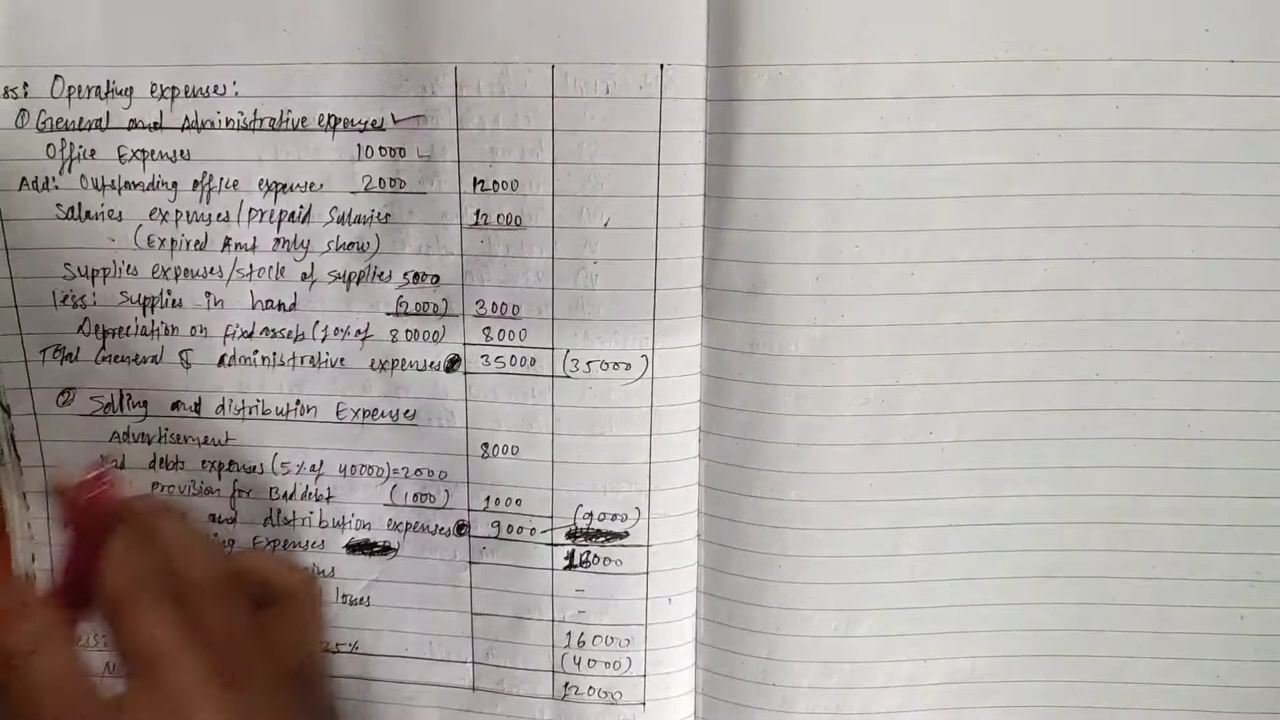 ss: Operating expense:
① General and Administrative expenses
Office Expenses 10000
Add: Outstanding office expenses 2000 12000
Salaries expenses/prepaid Salaries 12000
(Expired Amt only show)
Supplies expenses/stock of supplies 5000
less: Supplies in hand (2000) 3000
Depreciation on fixed assets (10% of 80000) 8000
Total General & administrative expenses 35000 (35000)
② Selling and distribution Expenses
Advertisement 8000
debts expenses (5% of 40000)=2000
Provision for Bad debt (1000) 1000
and distribution expenses 9000 (9000)
Expenses 16000
-
losses -
16000
25% (4000)
N 12000